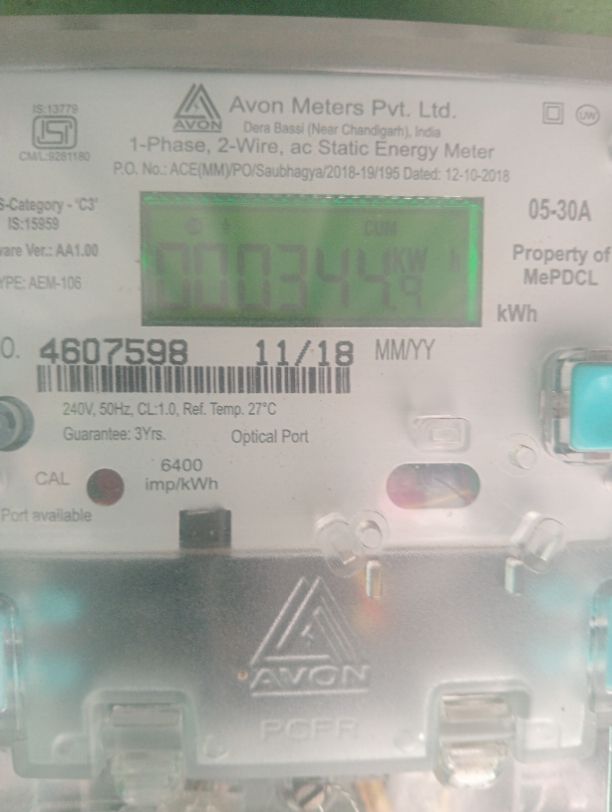 IS:13779
ISI
CM/L:9281180
AVON
Avon Meters Pvt. Ltd.
Dera Bassi (Near Chandigarh), India
1-Phase, 2-Wire, ac Static Energy Meter
P.O. No.: ACE(MM)/PO/Saubhagya/2018-19/195 Dated: 12-10-2018
UW
S-Category - 'C3'
IS:15959
ware Ver.: AA1.00
YPE: AEM-106
CUM
000344.9 KW h
05-30A
Property of
MePDCL
kWh
O. 4607598 11/18 MM/YY
240V, 50Hz, CL:1.0, Ref. Temp. 27°C
Guarantee: 3Yrs. Optical Port
CAL
6400
imp/kWh
Port available
AVON